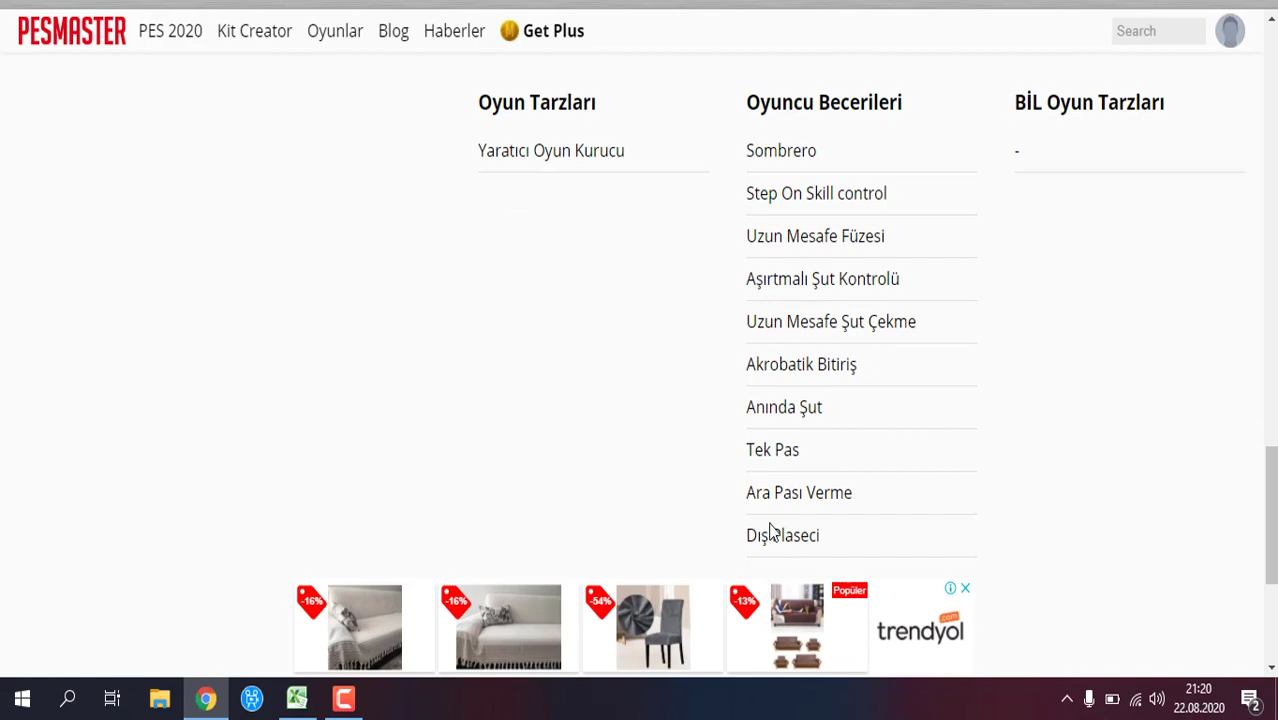 PESMASTER PES 2020 Kit Creator Oyunlar Blog Haberler Get Plus Search
Oyun Tarzları
Yaratıcı Oyun Kurucu
Oyuncu Becerileri
Sombrero
Step On Skill control
Uzun Mesafe Füzesi
Aşırtmalı Şut Kontrolü
Uzun Mesafe Şut Çekme
Akrobatik Bitiriş
Anında Şut
Tek Pas
Ara Pası Verme
Dış Plaseci
BİL Oyun Tarzları
-
-16%
-16%
-54%
-13%
Popüler
trendyol
.com
21:20
22.08.2020
2